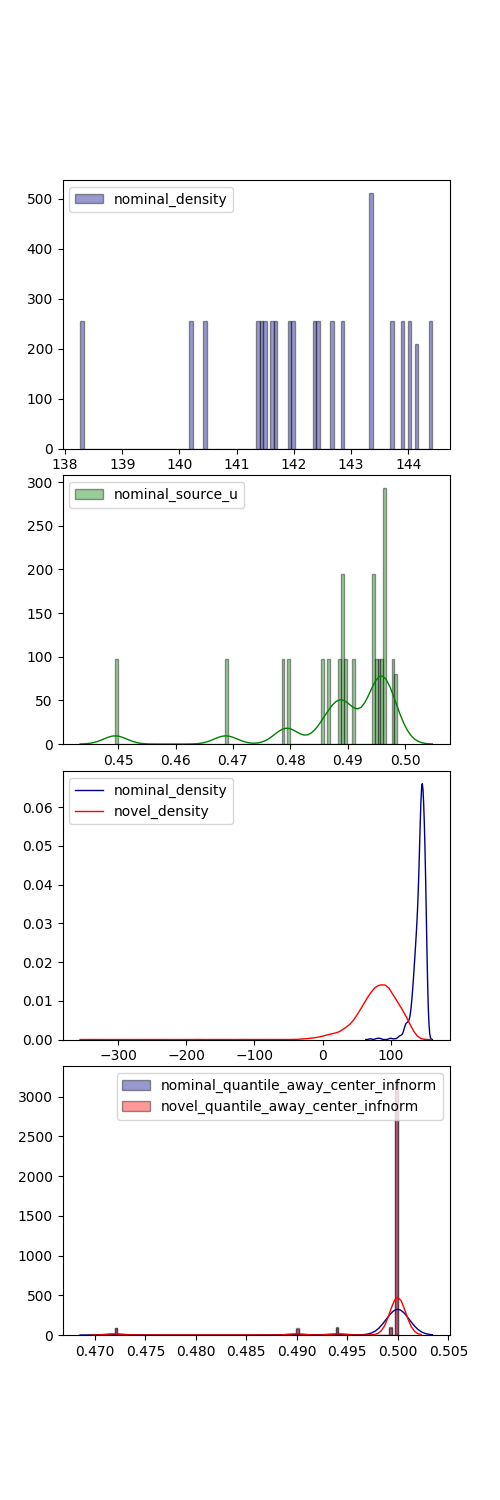 500
400
300
200
100
0
nominal_density
138 139 140 141 142 143 144
300
250
200
150
100
50
0
nominal_source_u
0.45 0.46 0.47 0.48 0.49 0.50
0.06
0.05
0.04
0.03
0.02
0.01
0.00
nominal_density
novel_density
−300 −200 −100 0 100
3000
2500
2000
1500
1000
500
0
nominal_quantile_away_center_infnorm
novel_quantile_away_center_infnorm
0.470 0.475 0.480 0.485 0.490 0.495 0.500 0.505